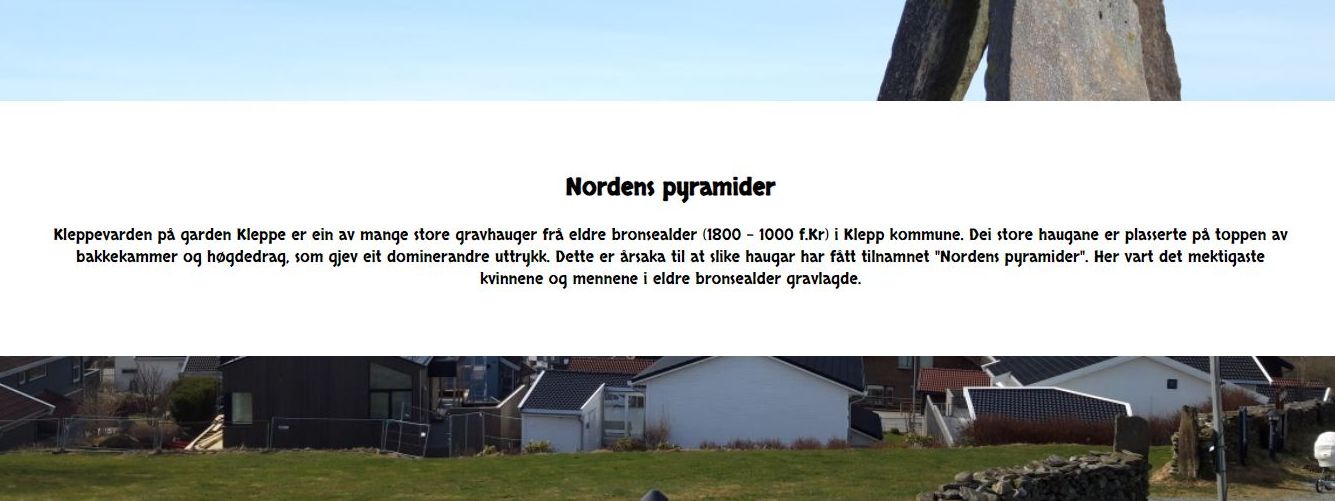 Nordens pyramider
Kleppevarden på garden Kleppe er ein av mange store gravhauger frå eldre bronsealder (1800 - 1000 f.Kr) i Klepp kommune. Dei store haugane er plasserte på toppen av
bakkekammer og høgdedrag, som gjev eit dominerandre uttrykk. Dette er årsaka til at slike haugar har fått tilnamnet "Nordens pyramider". Her vart det mektigaste
kvinnene og mennene i eldre bronsealder gravlagde.